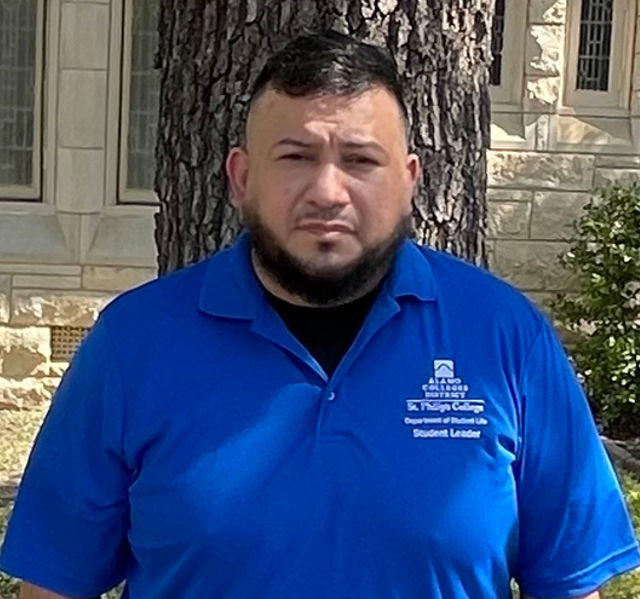 ALAMO
COLLEGES
DISTRICT
St. Philip's College
Department of Student Life
Student Leader